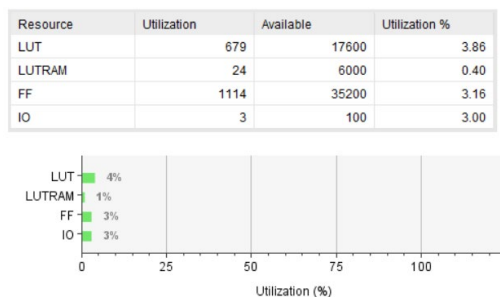 Resource Utilization Available Utilization %
LUT 679 17600 3.86
LUTRAM 24 6000 0.40
FF 1114 35200 3.16
IO 3 100 3.00
LUT 4%
LUTRAM 1%
FF 3%
IO 3%
0 25 50 75 100
Utilization (%)